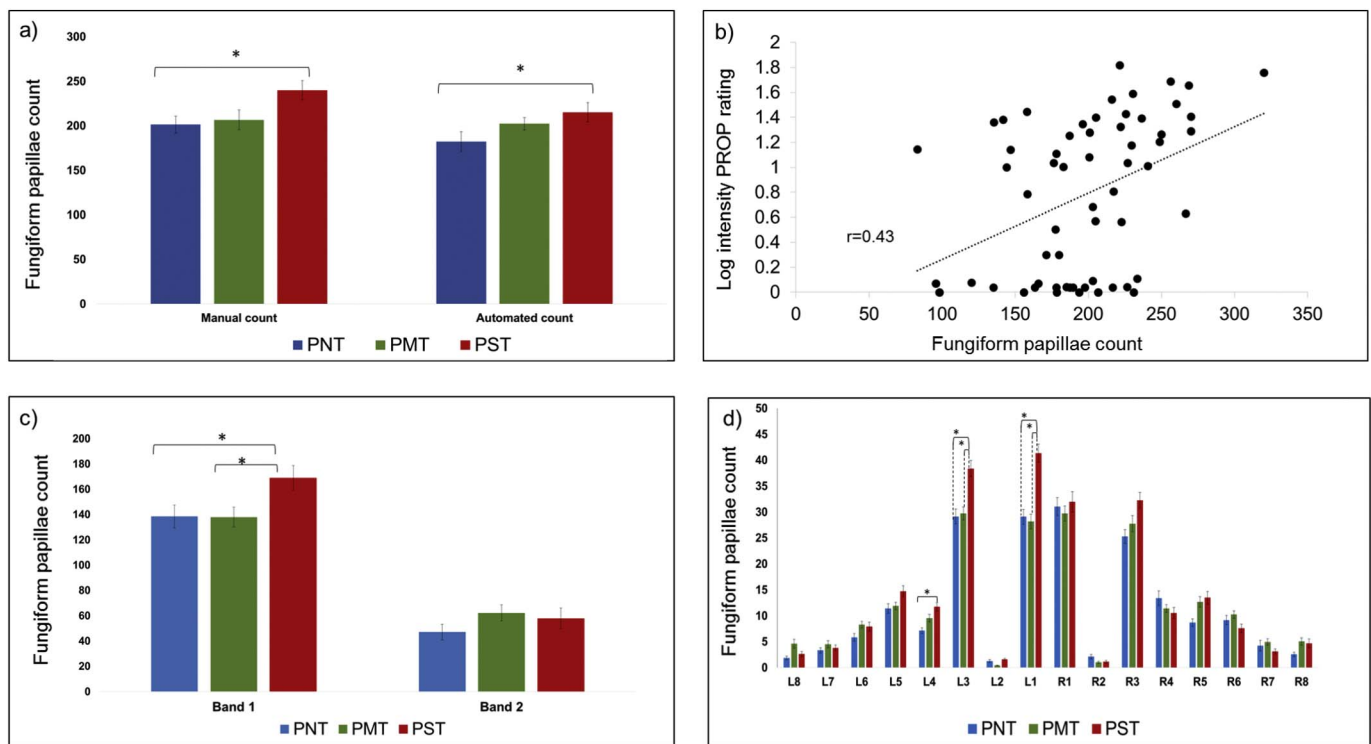 a)
Fungiform papillae count
300
250
200
150
100
50
0
*
*
Manual count Automated count
PNT PMT PST
b)
Log intensity PROP rating
2
1.8
1.6
1.4
1.2
1
0.8
0.6
0.4
0.2
0
r=0.43
0 50 100 150 200 250 300 350
Fungiform papillae count
c)
Fungiform papillae count
200
180
160
140
120
100
80
60
40
20
0
*
*
Band 1 Band 2
PNT PMT PST
d)
Fungiform papillae count
50
45
40
35
30
25
20
15
10
5
0
*
*
*
*
*
L8 L7 L6 L5 L4 L3 L2 L1 R1 R2 R3 R4 R5 R6 R7 R8
PNT PMT PST